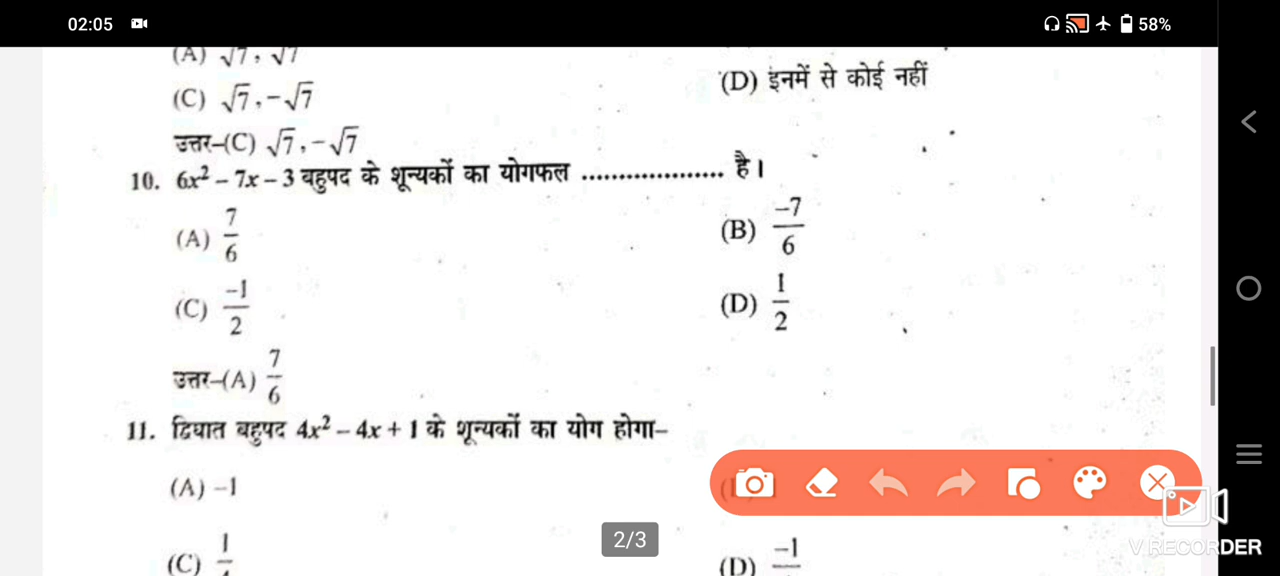 02:05 58%
(A) √7, √7
(C) √7, –√7 (D) इनमें से कोई नहीं
उत्तर–(C) √7, –√7
10. 6x² – 7x – 3 बहुपद के शून्यकों का योगफल .................... है।
(A) 7/6 (B) –7/6
(C) –1/2 (D) 1/2
उत्तर–(A) 7/6
11. द्विघात बहुपद 4x² – 4x + 1 के शून्यकों का योग होगा–
(A) –1
2/3
(C) 1
(D) –1
V RECORDER